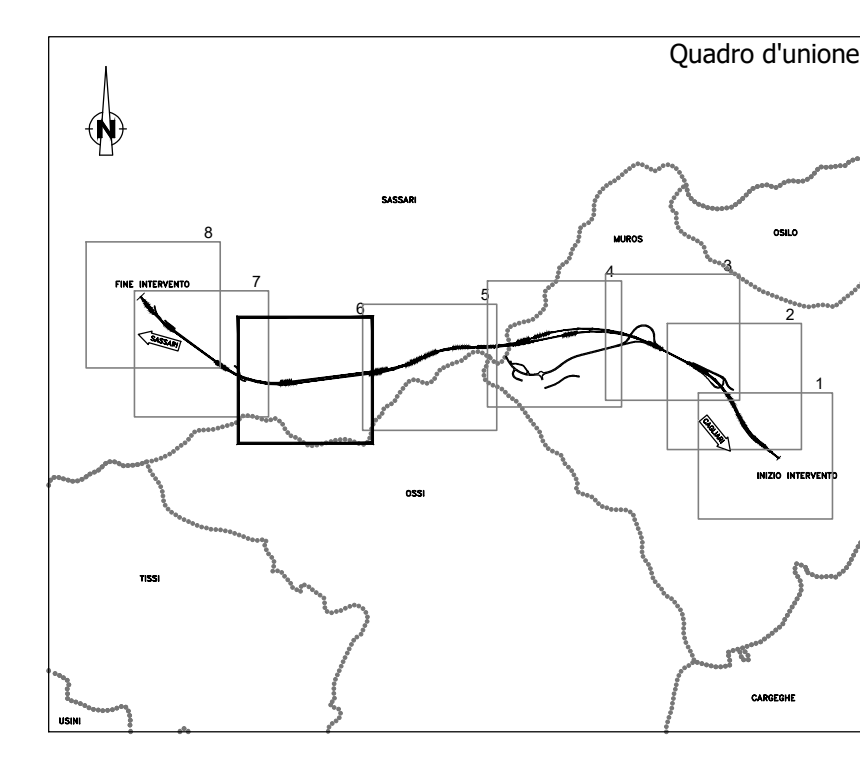 Quadro d'unione
N
SASSARI
MUROS
OSILO
8
7
6
5
4
3
2
1
FINE INTERVENTO
SASSARI
CAGLIARI
INIZIO INTERVENTO
OSSI
TISSI
CARGEGHE
USINI